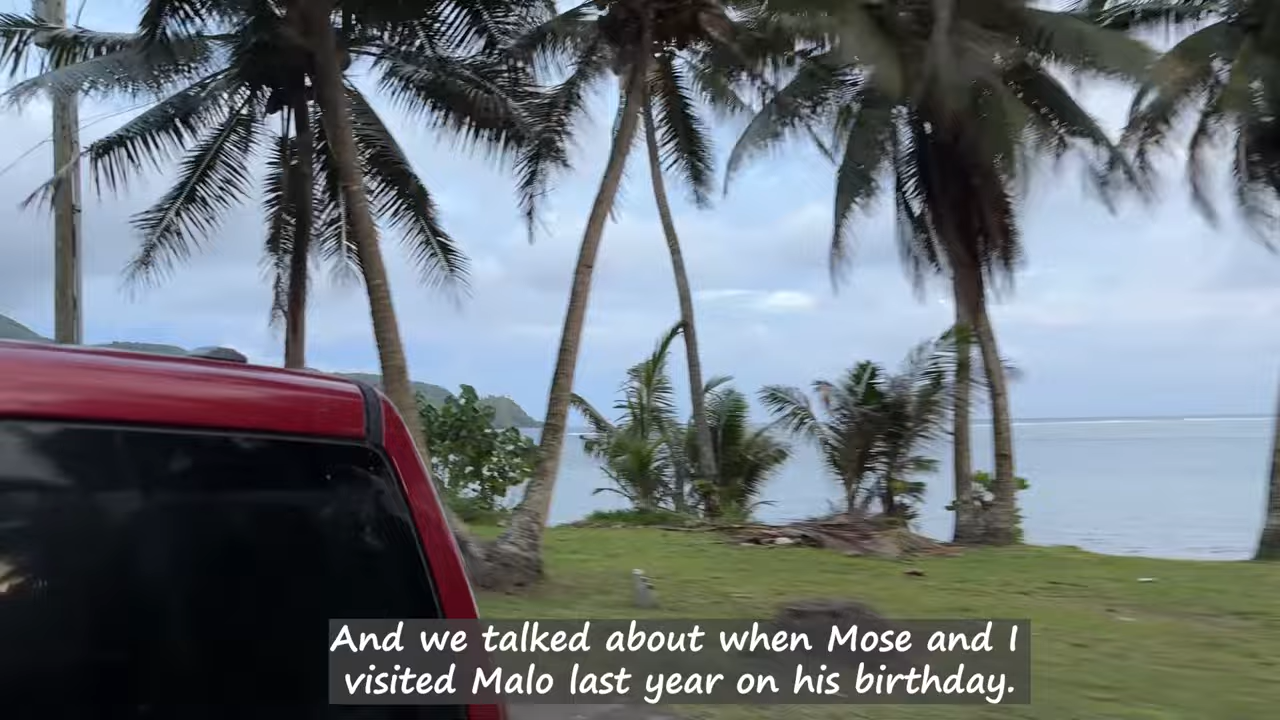 And we talked about when Mose and I
visited Malo last year on his birthday.